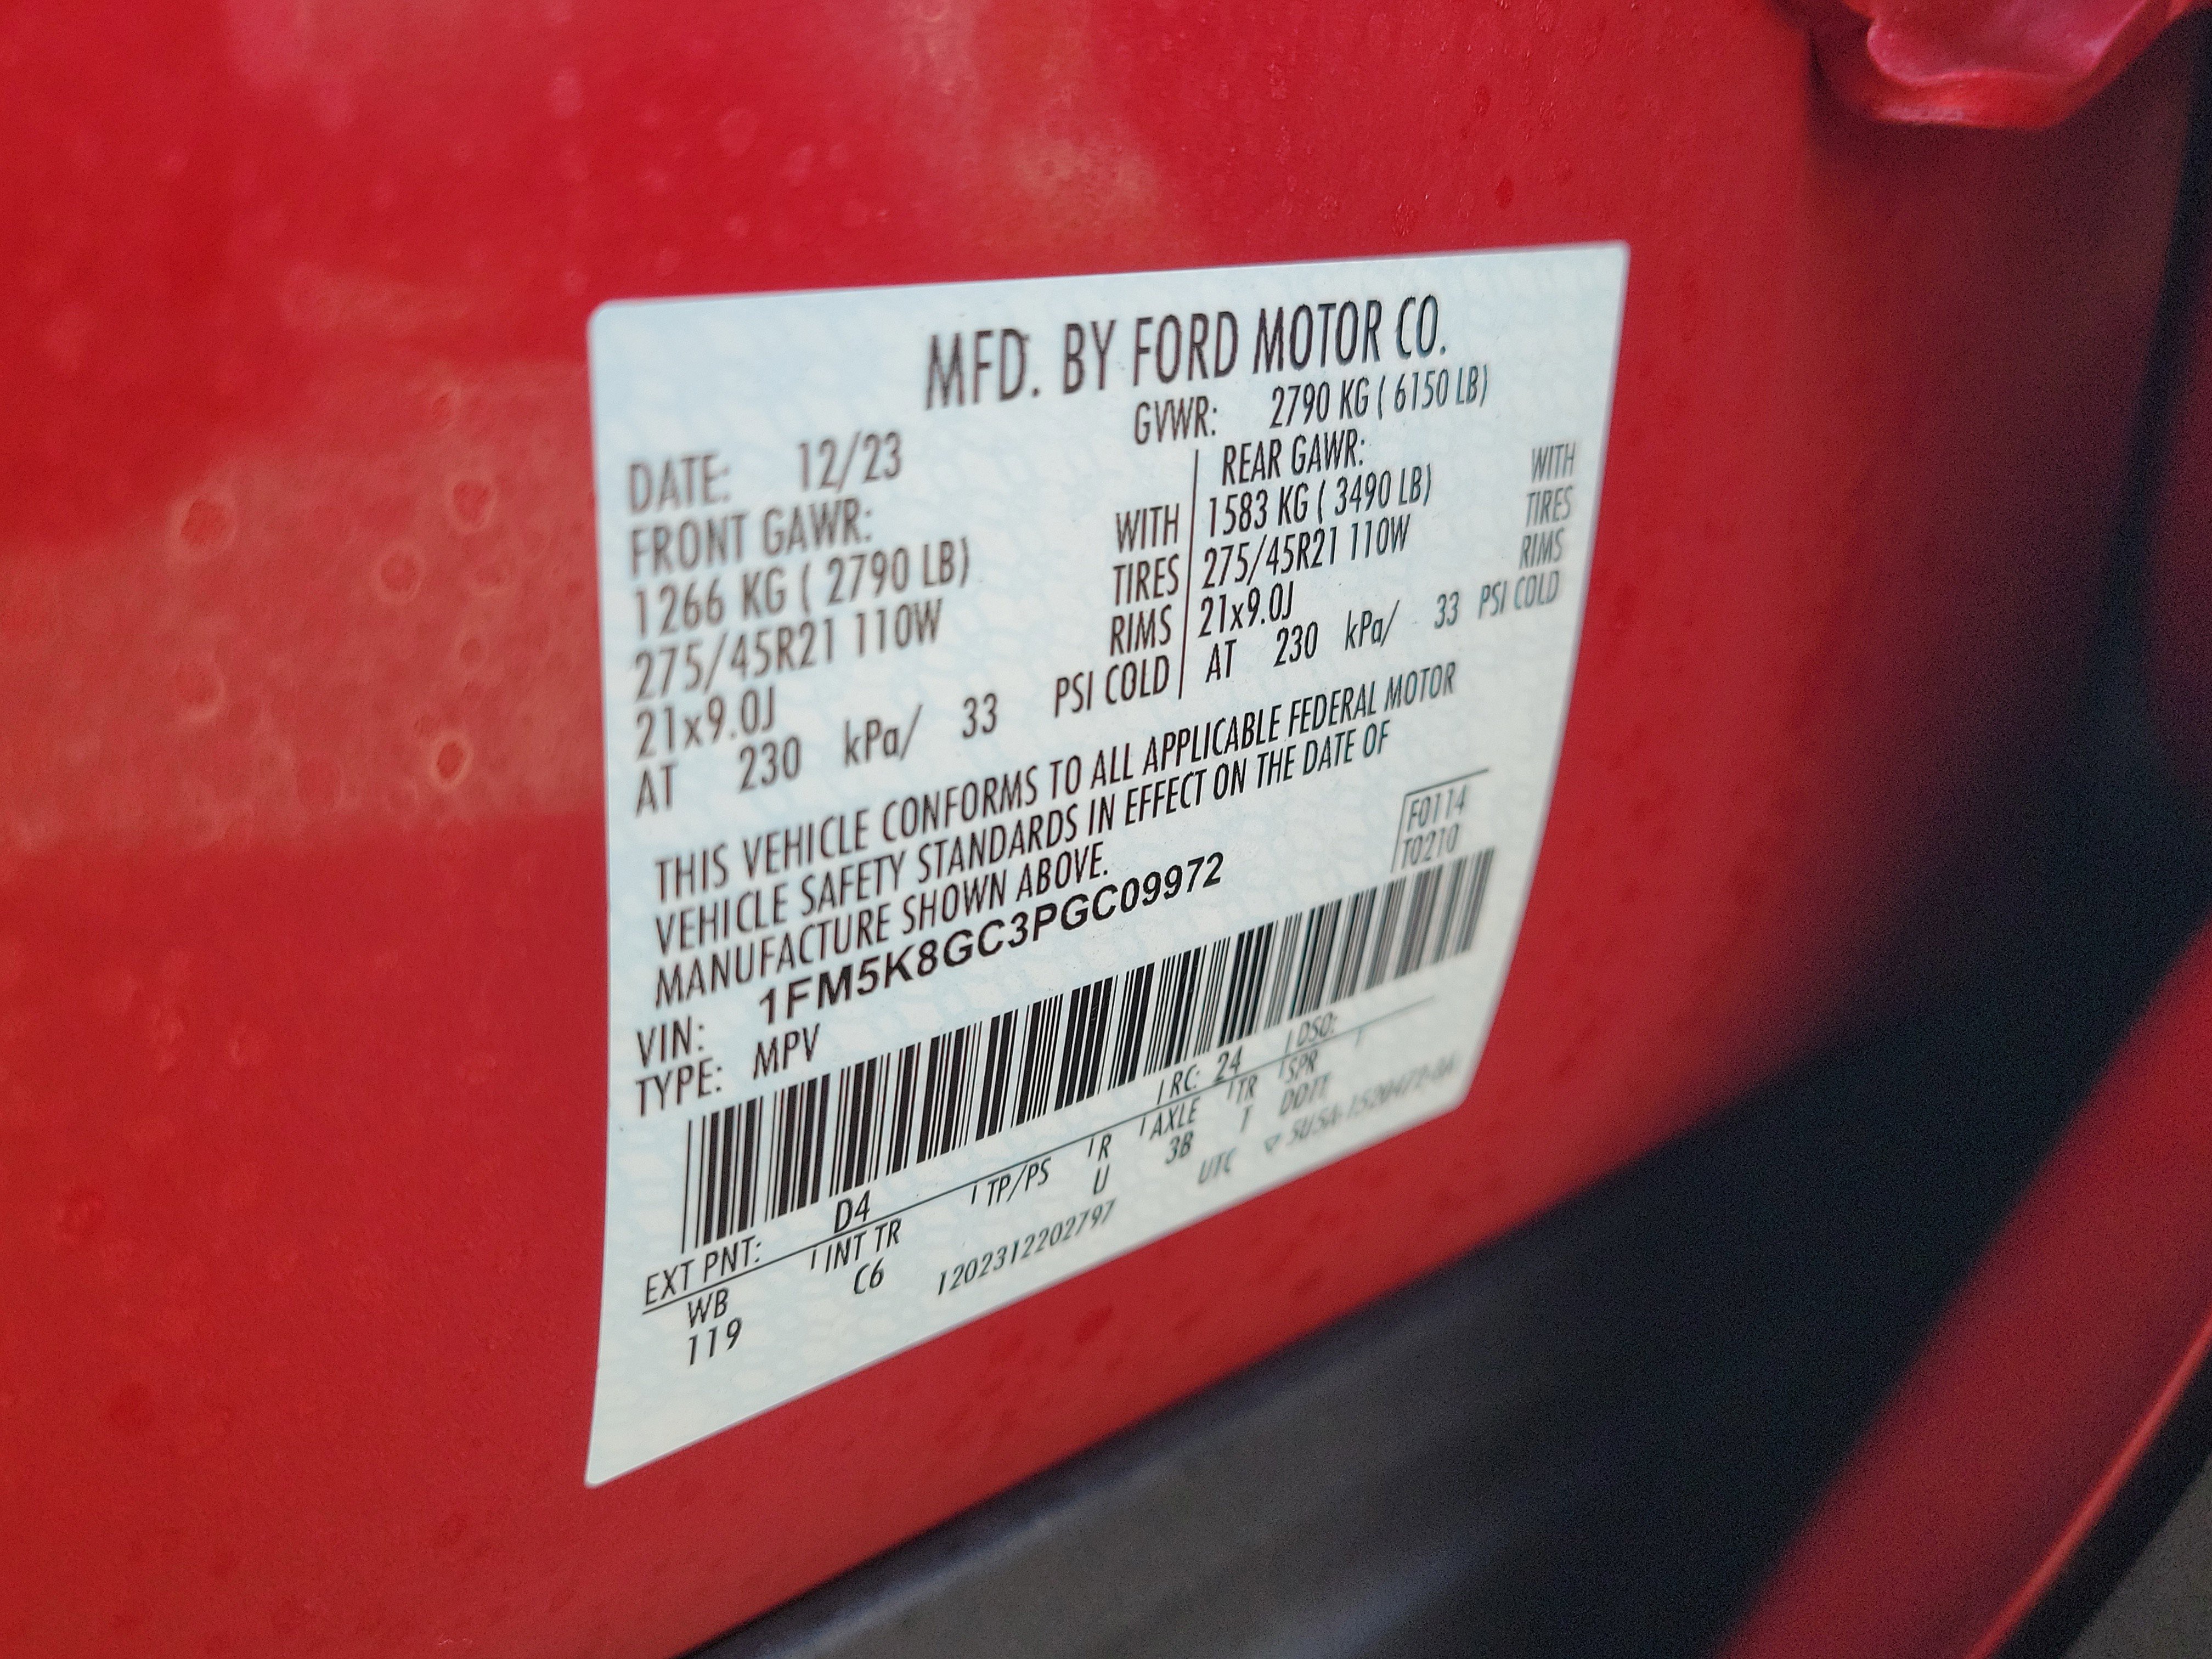 MFD. BY FORD MOTOR CO.
DATE: 12/23 GVWR: 2790 KG ( 6150 LB)
FRONT GAWR: REAR GAWR:
1266 KG ( 2790 LB) WITH 1583 KG ( 3490 LB) WITH
275/45R21 110W TIRES 275/45R21 110W TIRES
21x9.0J RIMS 21x9.0J RIMS
AT 230 kPa/ 33 PSI COLD AT 230 kPa/ 33 PSI COLD
THIS VEHICLE CONFORMS TO ALL APPLICABLE FEDERAL MOTOR
VEHICLE SAFETY STANDARDS IN EFFECT ON THE DATE OF
MANUFACTURE SHOWN ABOVE.
F0114
T0210
VIN: 1FM5K8GC3PGC09972
TYPE: MPV
EXT PNT: D4 RC: 24 DSO:
WB INT TR TP/PS R AXLE TR SPR
119 C6 U 3B T DDTT
1202312202797 UTC